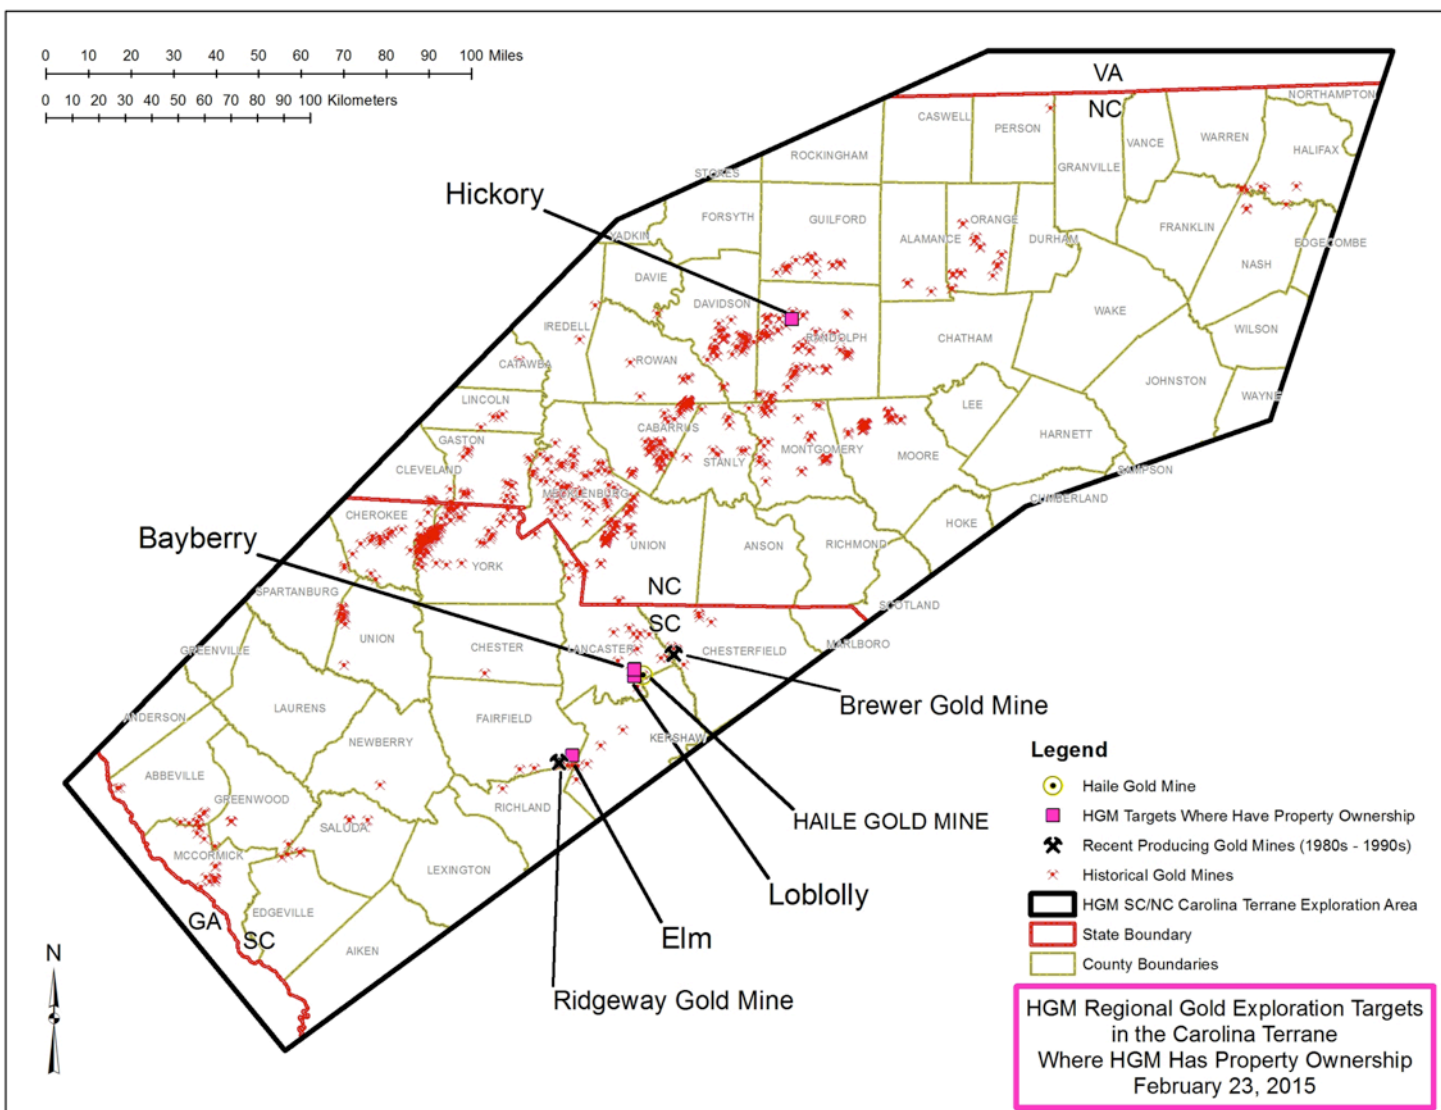 0 10 20 30 40 50 60 70 80 90 100 Miles
0 10 20 30 40 50 60 70 80 90 100 Kilometers
VA
NC
NORTHAMPTON
CASWELL
PERSON
VANCE
WARREN
HALIFAX
ROCKINGHAM
GRANVILLE
STOKES
Hickory
FORSYTH
GUILFORD
ORANGE
FRANKLIN
YADKIN
ALAMANCE
DURHAM
EDGECOMBE
DAVIE
NASH
DAVIDSON
WAKE
IREDELL
WILSON
RANDOLPH
CHATHAM
CATAWBA
ROWAN
JOHNSTON
LINCOLN
WAYNE
LEE
CABARRUS
HARNETT
GASTON
MONTGOMERY
CLEVELAND
STANLY
MOORE
SAMPSON
MECKLENBURG
CUMBERLAND
CHEROKEE
HOKE
Bayberry
UNION
ANSON
RICHMOND
YORK
NC
SPARTANBURG
SCOTLAND
SC
UNION
MARLBORO
GREENVILLE
CHESTER
LANCASTER
CHESTERFIELD
Brewer Gold Mine
LAURENS
ANDERSON
FAIRFIELD
NEWBERRY
KERSHAW
ABBEVILLE
GREENWOOD
RICHLAND
HAILE GOLD MINE
SALUDA
MCCORMICK
LEXINGTON
Loblolly
EDGEVILLE
GA
SC
Elm
AIKEN
N
Ridgeway Gold Mine
Legend
Haile Gold Mine
HGM Targets Where Have Property Ownership
Recent Producing Gold Mines (1980s - 1990s)
Historical Gold Mines
HGM SC/NC Carolina Terrane Exploration Area
State Boundary
County Boundaries
HGM Regional Gold Exploration Targets
in the Carolina Terrane
Where HGM Has Property Ownership
February 23, 2015